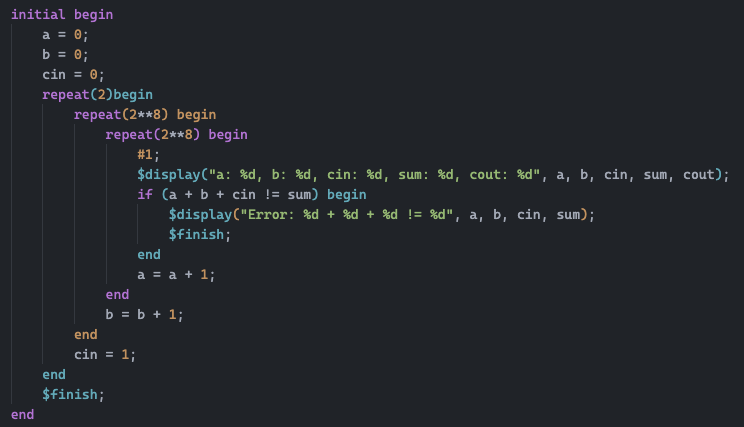 initial begin
    a = 0;
    b = 0;
    cin = 0;
    repeat(2)begin
        repeat(2**8) begin
            repeat(2**8) begin
                #1;
                $display("a: %d, b: %d, cin: %d, sum: %d, cout: %d", a, b, cin, sum, cout);
                if (a + b + cin != sum) begin
                    $display("Error: %d + %d + %d != %d", a, b, cin, sum);
                    $finish;
                end
                a = a + 1;
            end
            b = b + 1;
        end
        cin = 1;
    end
    $finish;
end